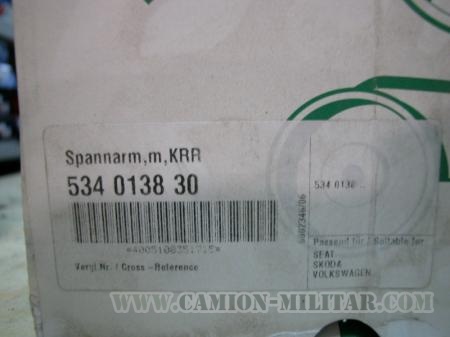 Spannarm,m,KRR
534 0138 30
534 0138
Vergl.Nr. / Cross -Reference
Passend für / Suitable for
SEAT
SKODA
VOLKSWAGEN
WWW.CAMION-MILITAR.COM